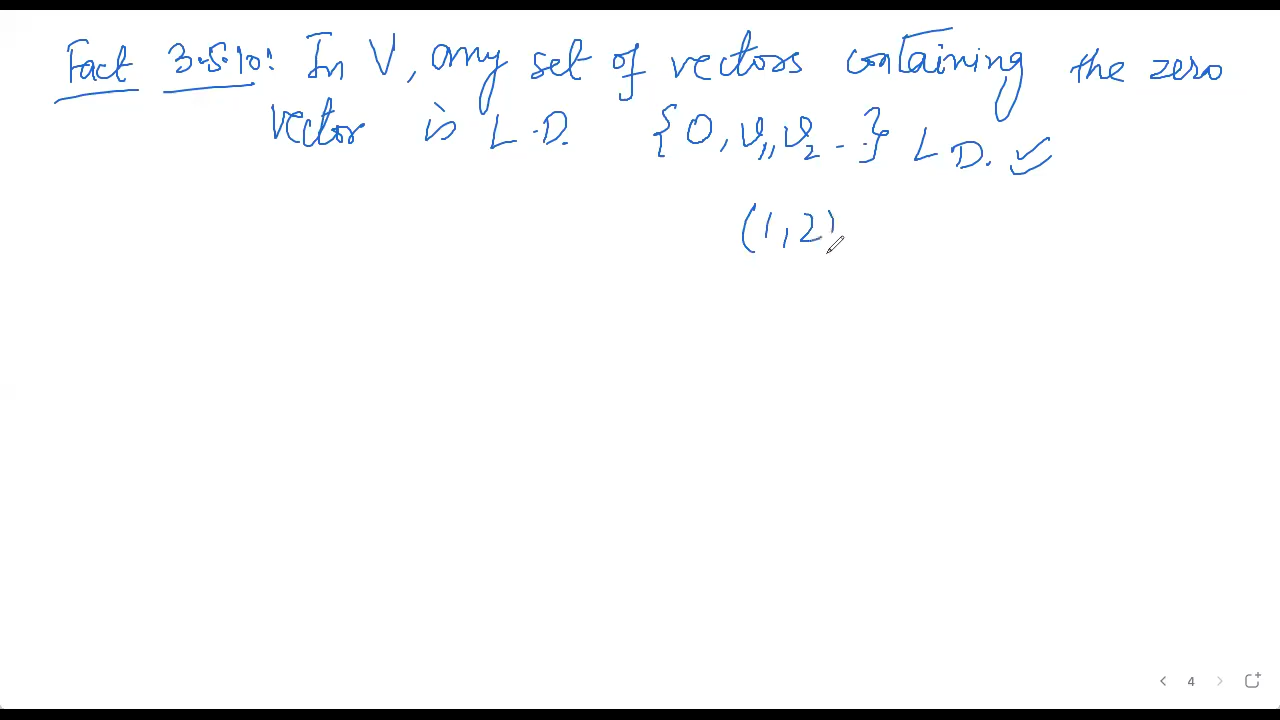 Fact 3.5.10: In V, any set of vectors containing the zero
vector is L.D. {0, v₁, v₂ - .} L D. ✓
(1, 2)
4